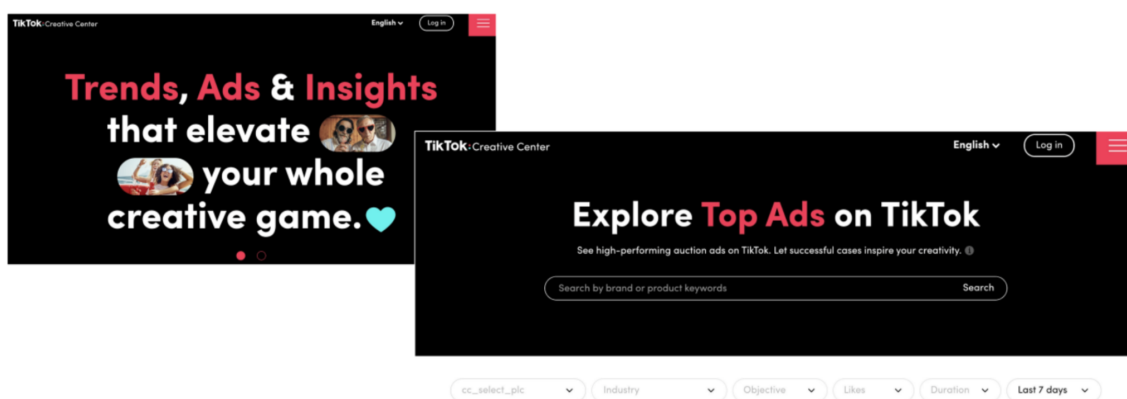 TikTok:Creative Center
English
Log in
Trends, Ads & Insights
that elevate
your whole
creative game.
TikTok:Creative Center
English
Log in
Explore Top Ads on TikTok
See high-performing auction ads on TikTok. Let successful cases inspire your creativity.
Search by brand or product keywords
Search
cc_select_plc
Industry
Objective
Likes
Duration
Last 7 days